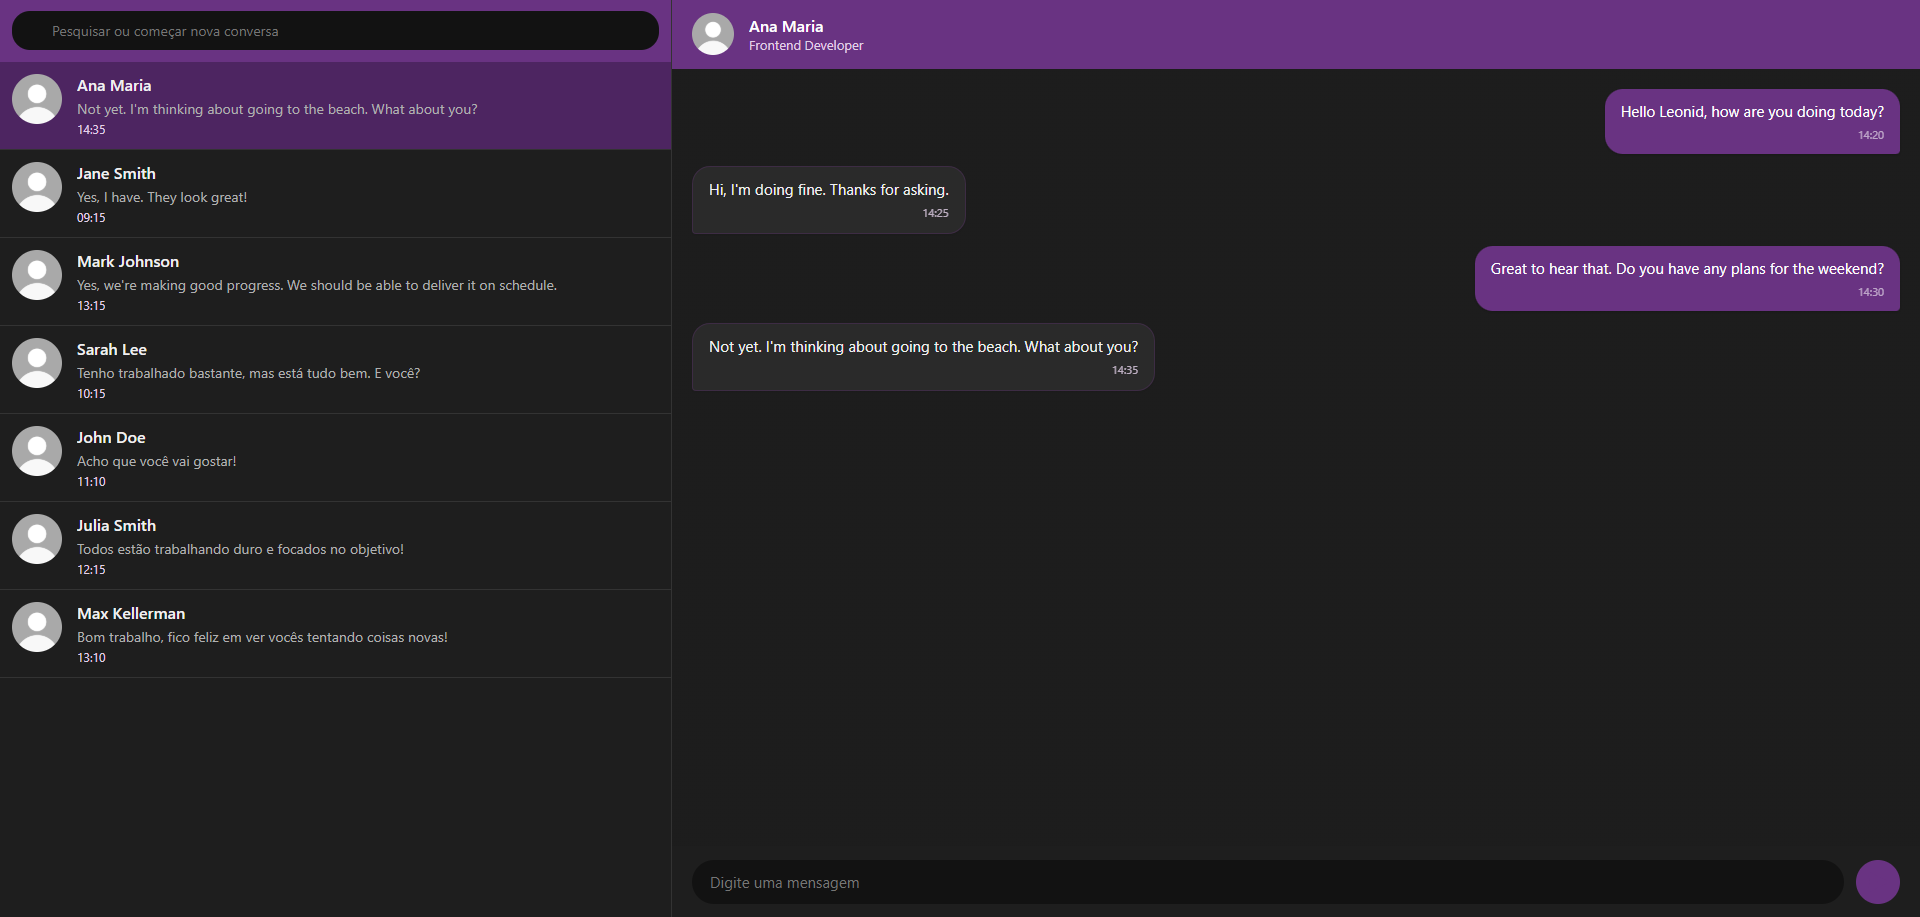 Pesquisar ou começar nova conversa
Ana Maria
Not yet. I'm thinking about going to the beach. What about you?
14:35
Jane Smith
Yes, I have. They look great!
09:15
Mark Johnson
Yes, we're making good progress. We should be able to deliver it on schedule.
13:15
Sarah Lee
Tenho trabalhado bastante, mas está tudo bem. E você?
10:15
John Doe
Acho que você vai gostar!
11:10
Julia Smith
Todos estão trabalhando duro e focados no objetivo!
12:15
Max Kellerman
Bom trabalho, fico feliz em ver vocês tentando coisas novas!
13:10
Ana Maria
Frontend Developer
Hello Leonid, how are you doing today?
14:20
Hi, I'm doing fine. Thanks for asking.
14:25
Great to hear that. Do you have any plans for the weekend?
14:30
Not yet. I'm thinking about going to the beach. What about you?
14:35
Digite uma mensagem